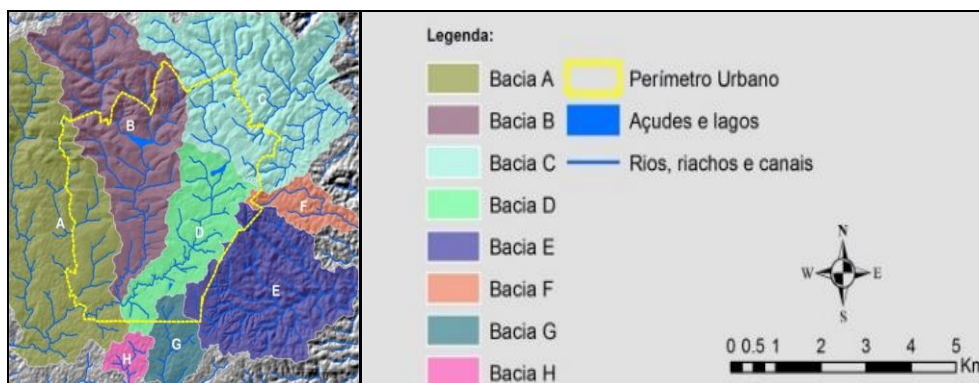 A
B
C
D
E
F
G
H
Legenda:
Bacia A
Bacia B
Bacia C
Bacia D
Bacia E
Bacia F
Bacia G
Bacia H
Perímetro Urbano
Açudes e lagos
Rios, riachos e canais
N
W E
S
0 0.5 1 2 3 4 5
Km